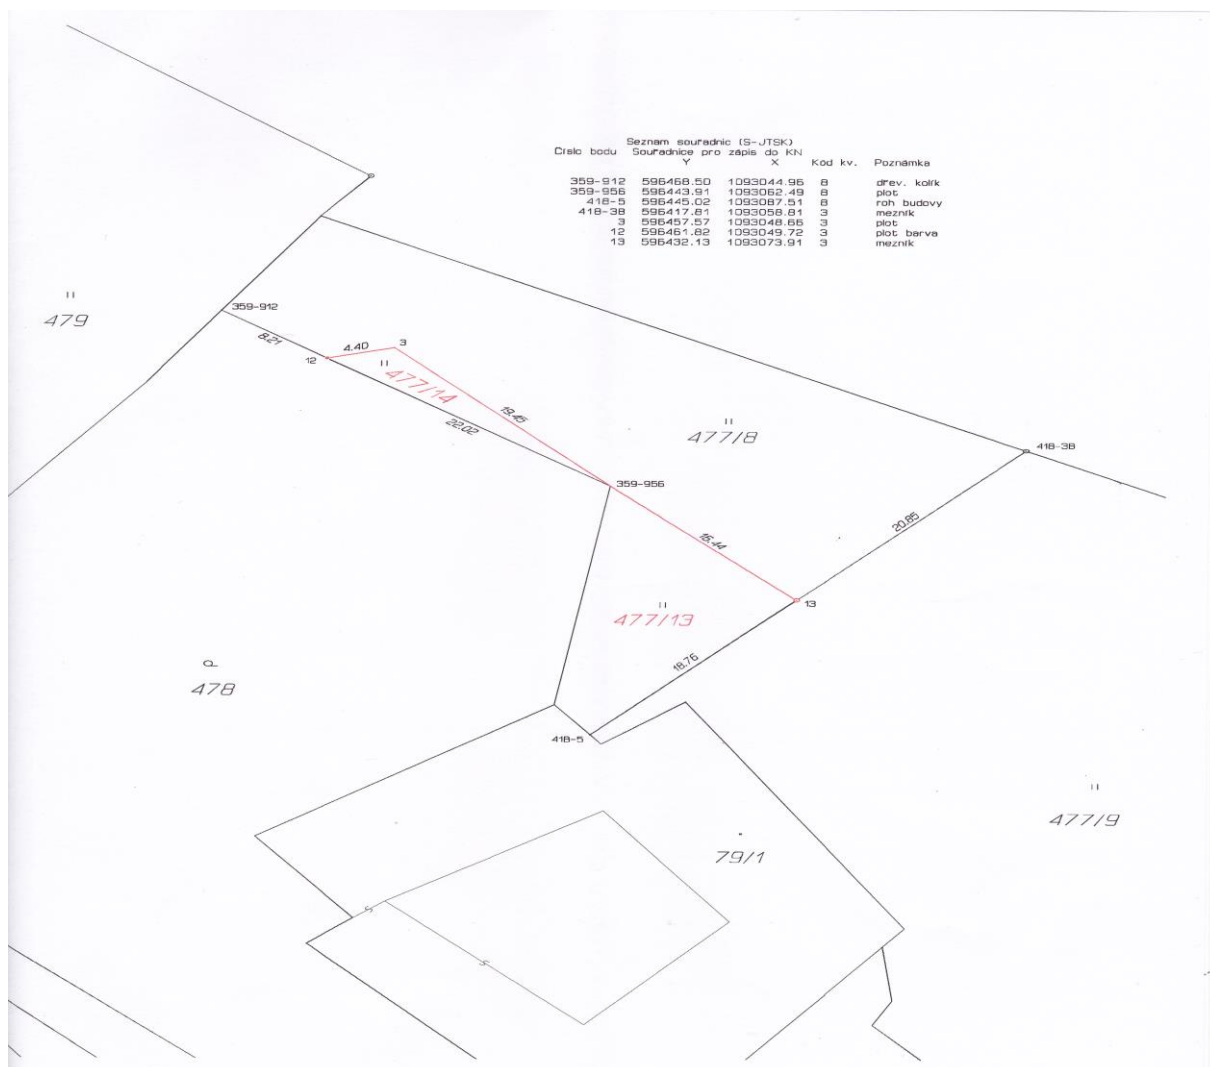 Seznam souřadnic (S-JTSK)
Číslo bodu Souřadnice pro zápis do KN
Y X Kód kv. Poznámka
359-912 596468.50 1093044.96 8 dřev. kolík
359-956 596443.91 1093062.49 8 plot
418-5 596445.02 1093087.51 8 roh budovy
418-38 596417.81 1093058.81 3 mezník
3 596457.57 1093048.66 3 plot
12 596461.82 1093049.72 3 plot barva
13 596432.13 1093073.91 3 mezník
479
359-912
8.21
12
4.40
3
477/14
19.45
22.02
477/8
418-38
359-956
20.85
16.44
13
477/13
18.76
478
418-5
477/9
79/1